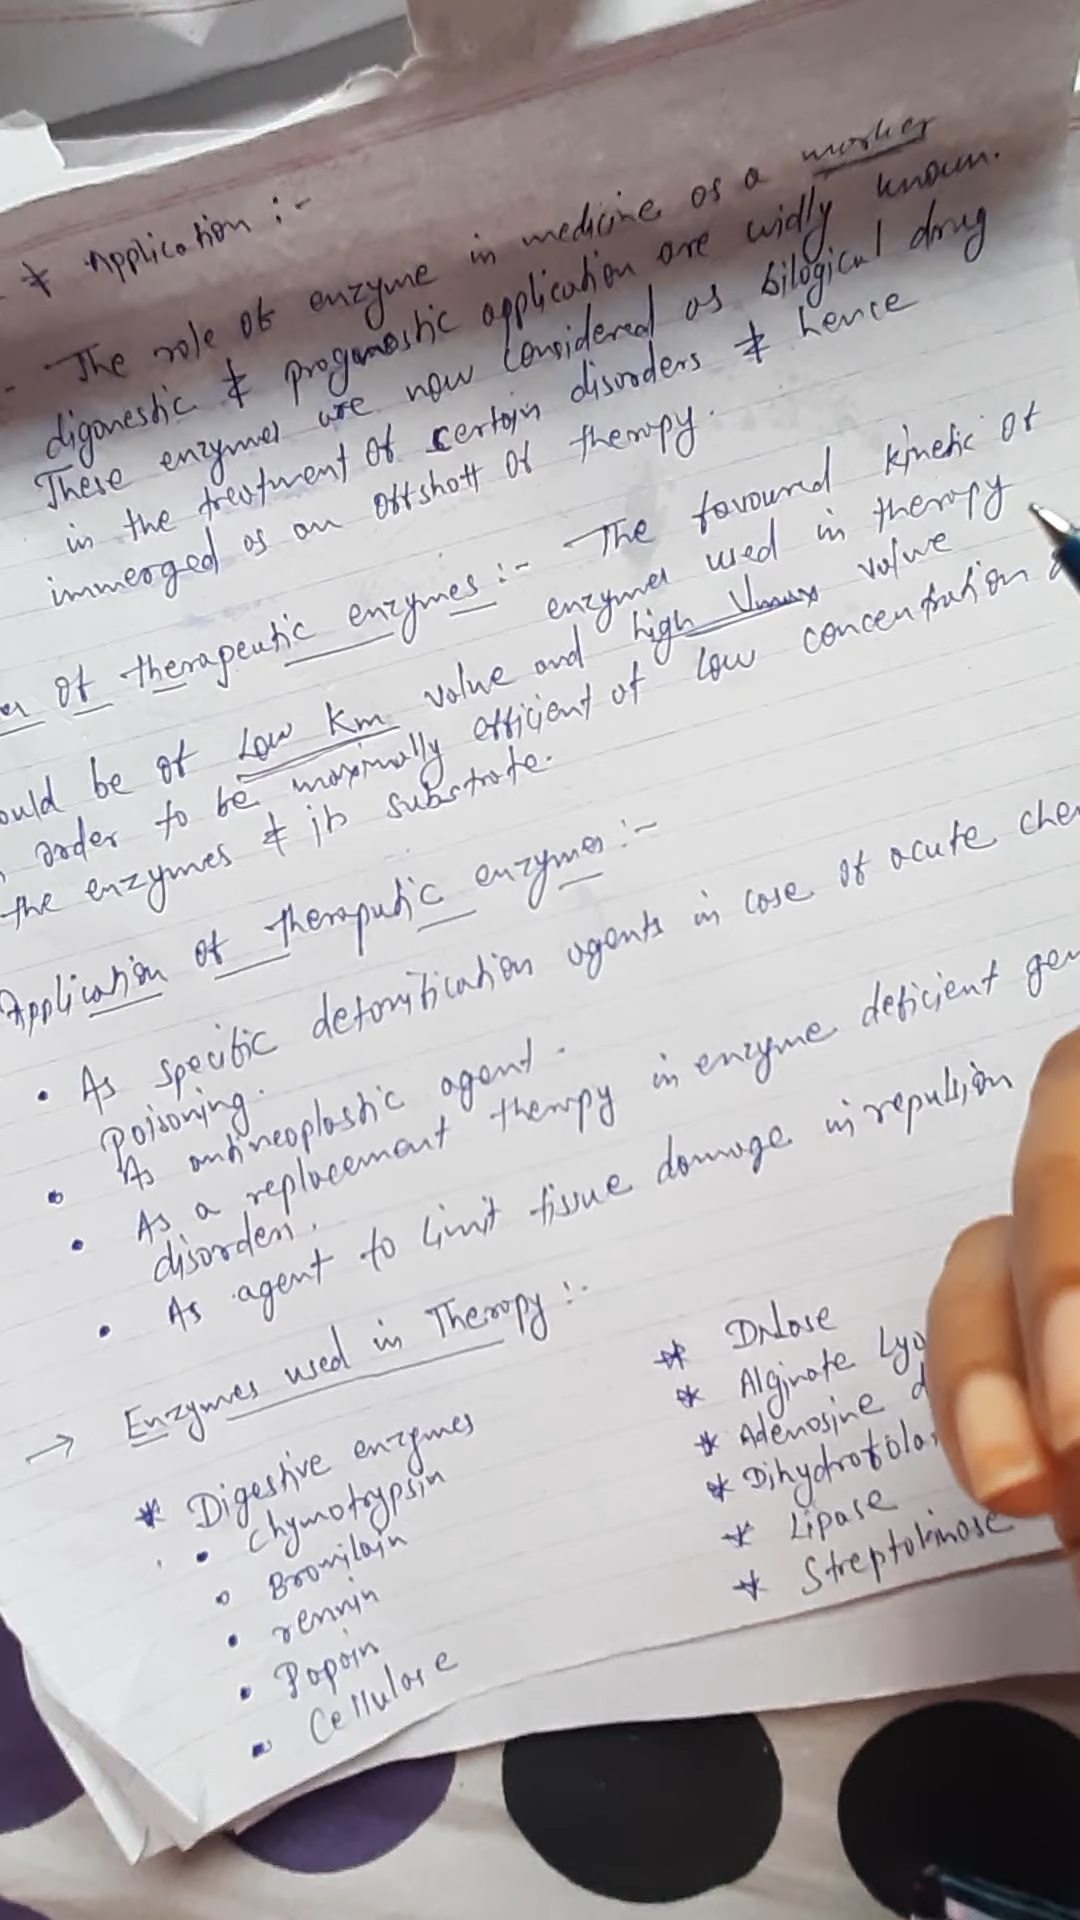 * Application :-
- The role of enzyme in medicine as a marker
digonestic & progonostic application are widly known.
These enzymes are now considered as bilogical drug
in the treatment of certain disorders & hence
immerged as an offshott of therapy.
of therapeutic enzymes :- The favoured kinetic of
enzymes used in therapy
ould be of Low Km value and high Vmax value
order to be maximally efficient at low concentration
the enzymes & its substrate.
Application of theraputic enzymes :-
• As specific detoxification agents in case of acute che
poisoning.
• As antineoplastic agent.
• As a replacement therapy in enzyme deficient gen
disorders.
• As agent to limit tissue damage in repulsion
→ Enzymes used in Therapy :-
* Digestive enzymes
• Chymotrypsin
• Bromilain
• rennin
• Papain
• Cellulase
* DNase
* Alginate Lya
* Adenosine d
* Dihydrofola
* Lipase
* Streptokinase